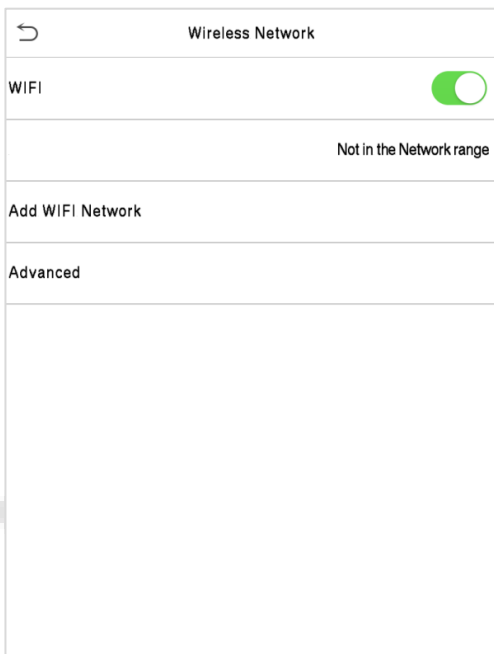 Wireless Network
WIFI
Not in the Network range
Add WIFI Network
Advanced